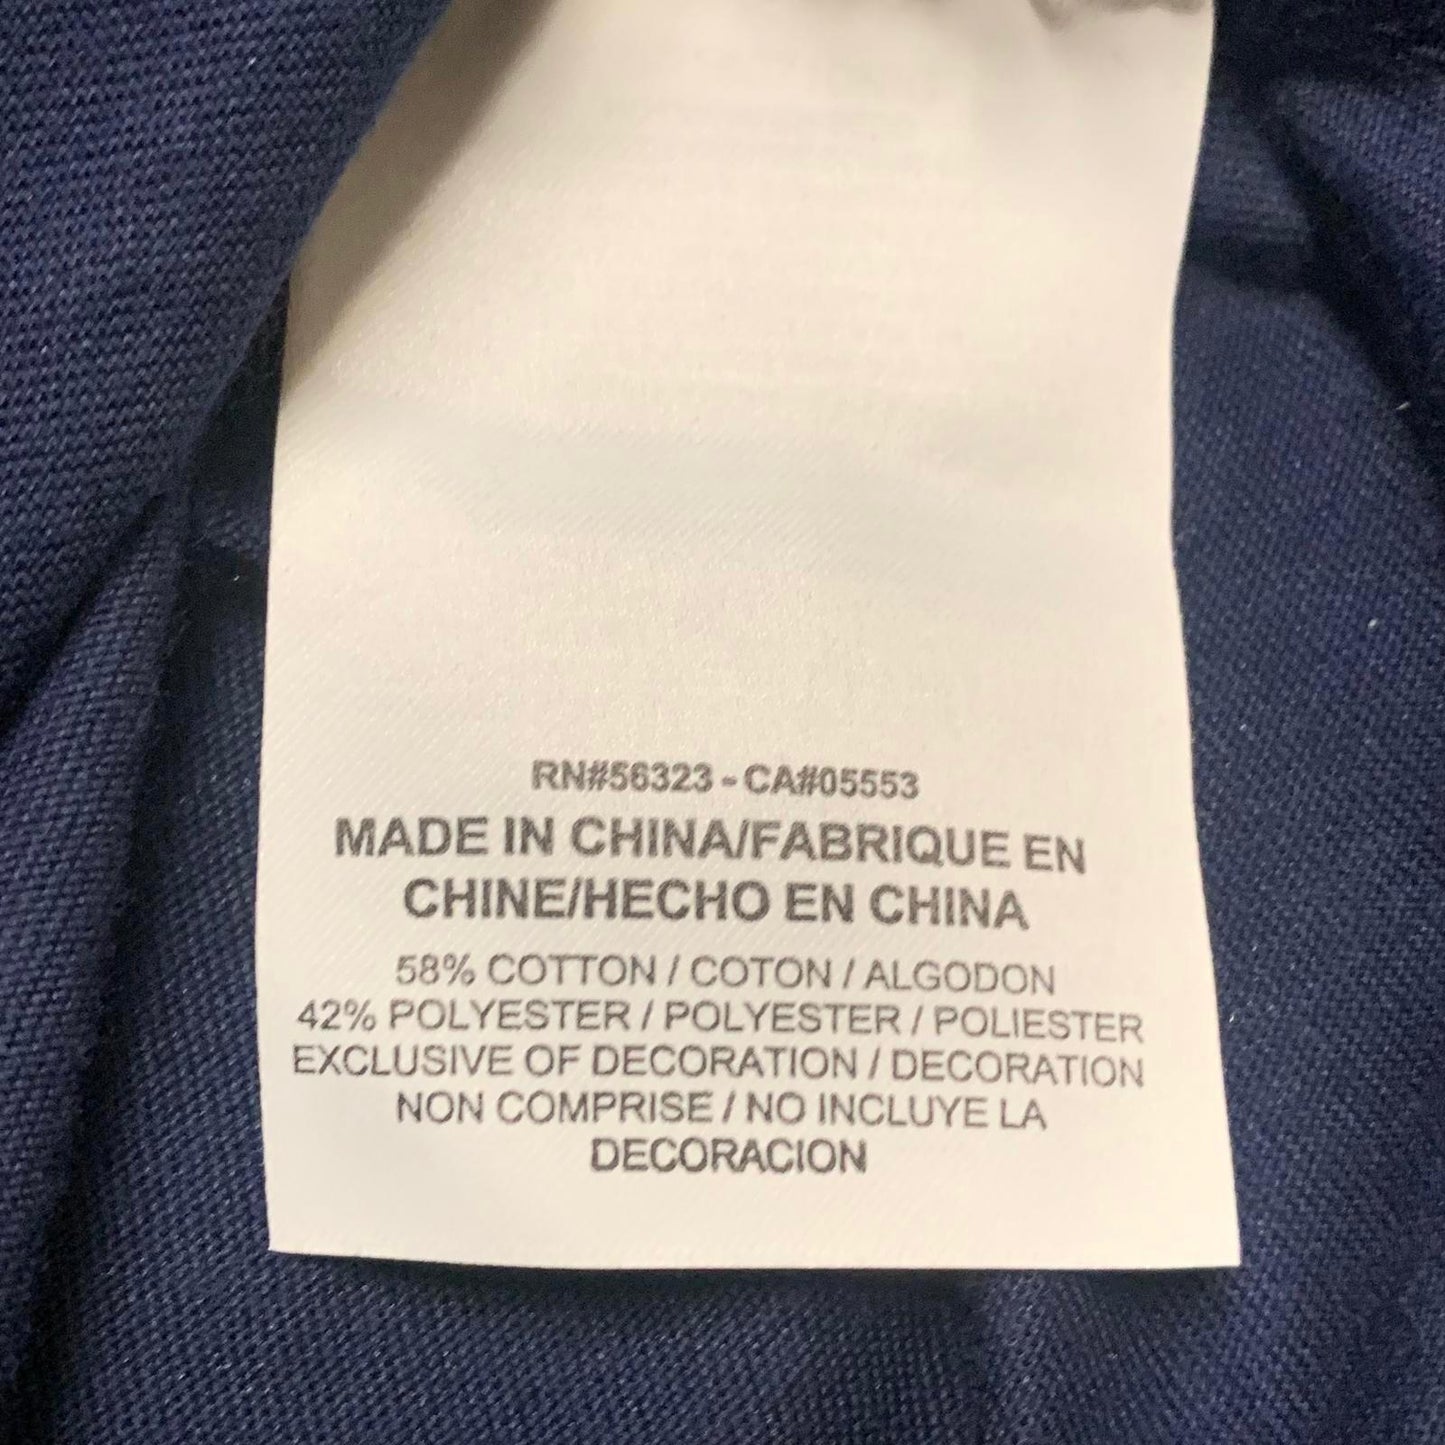 RN#56323 - CA#05553
MADE IN CHINA/FABRIQUE EN
CHINE/HECHO EN CHINA
58% COTTON / COTON / ALGODON
42% POLYESTER / POLYESTER / POLIESTER
EXCLUSIVE OF DECORATION / DECORATION
NON COMPRISE / NO INCLUYE LA
DECORACION